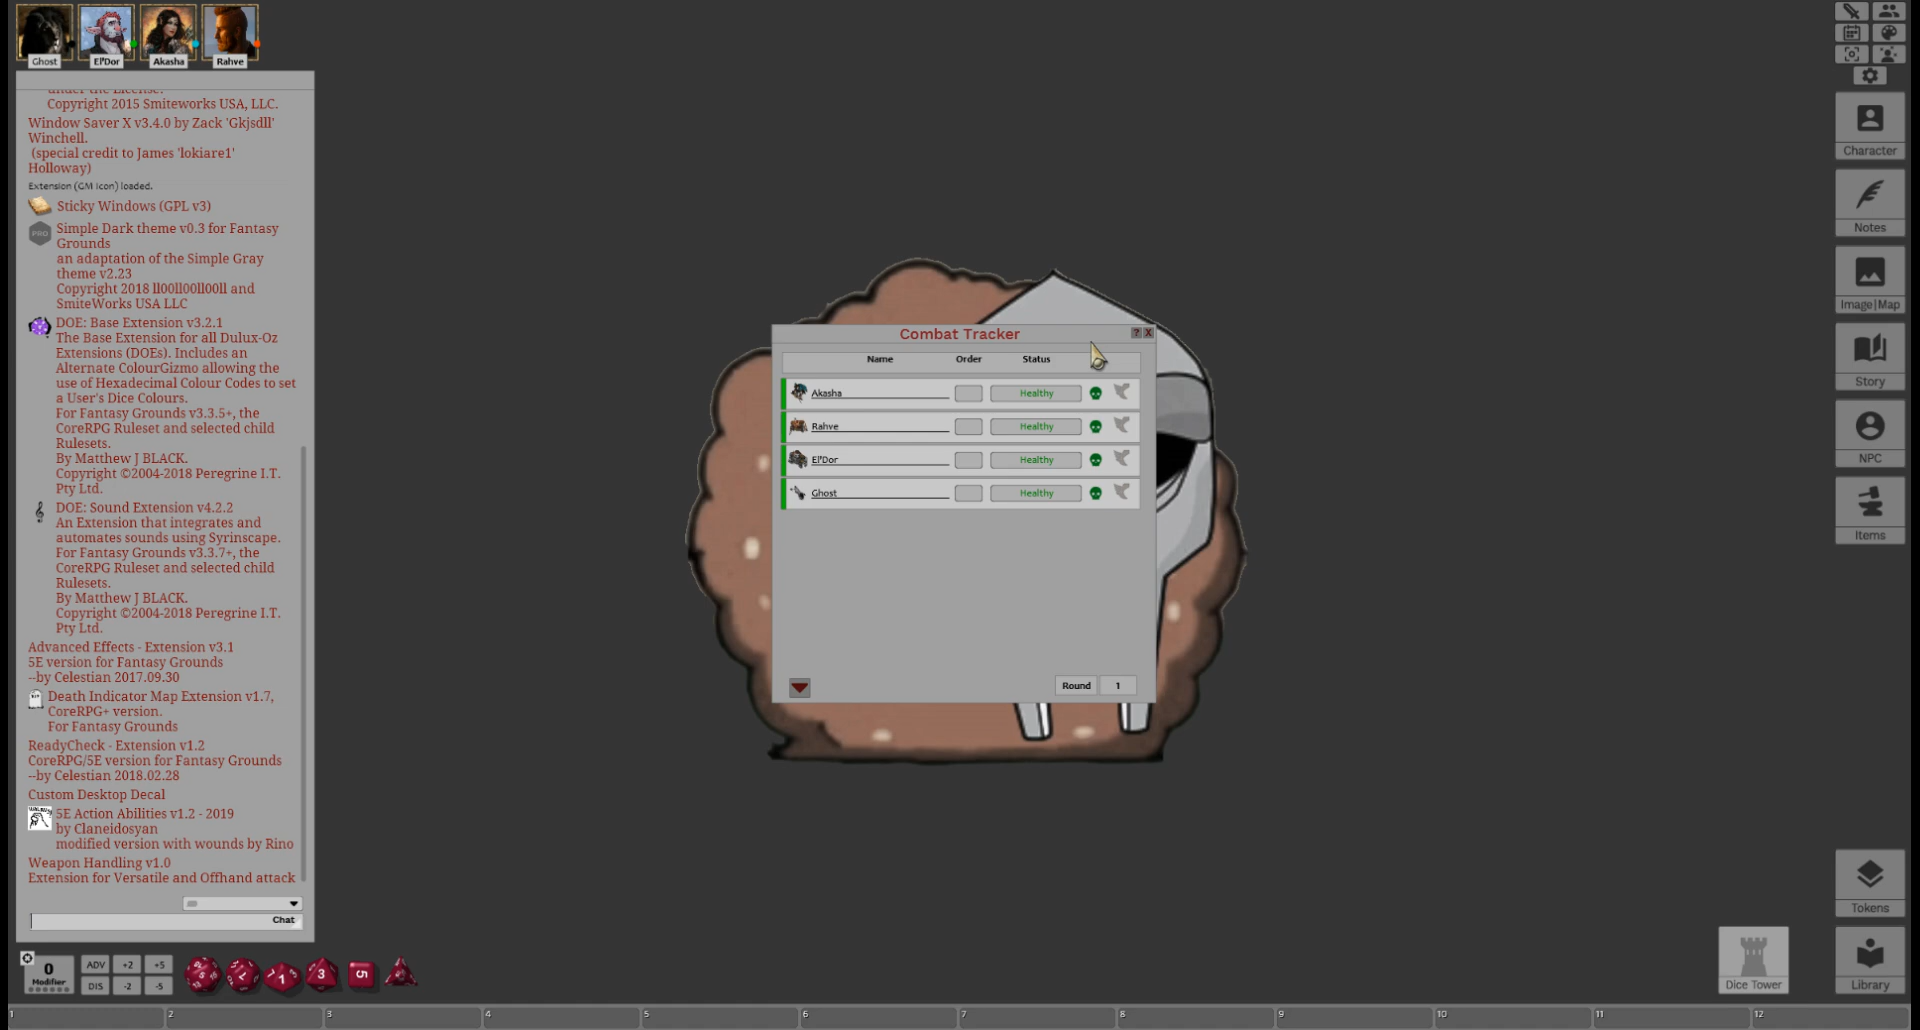 Ghost
El'Dor
Akasha
Rahve
under the License.
Copyright 2015 Smiteworks USA, LLC.
Window Saver X v3.4.0 by Zack 'Gkjsdll'
Winchell.
(special credit to James 'lokiare1'
Holloway)
Extension (GM Icon) loaded.
Sticky Windows (GPL v3)
PRO
Simple Dark theme v0.3 for Fantasy
Grounds
an adaptation of the Simple Gray
theme v2.23
Copyright 2018 ll00ll00ll00ll and
SmiteWorks USA LLC
DOE: Base Extension v3.2.1
The Base Extension for all Dulux-Oz
Extensions (DOEs). Includes an
Alternate ColourGizmo allowing the
use of Hexadecimal Colour Codes to set
a User's Dice Colours.
For Fantasy Grounds v3.3.5+, the
CoreRPG Ruleset and selected child
Rulesets.
By Matthew J BLACK.
Copyright ©2004-2018 Peregrine I.T.
Pty Ltd.
DOE: Sound Extension v4.2.2
An Extension that integrates and
automates sounds using Syrinscape.
For Fantasy Grounds v3.3.7+, the
CoreRPG Ruleset and selected child
Rulesets.
By Matthew J BLACK.
Copyright ©2004-2018 Peregrine I.T.
Pty Ltd.
Advanced Effects - Extension v3.1
5E version for Fantasy Grounds
--by Celestian 2017.09.30
Death Indicator Map Extension v1.7,
CoreRPG+ version.
For Fantasy Grounds
ReadyCheck - Extension v1.2
CoreRPG/5E version for Fantasy Grounds
--by Celestian 2018.02.28
Custom Desktop Decal
5E Action Abilities v1.2 - 2019
by Claneidosyan
modified version with wounds by Rino
Weapon Handling v1.0
Extension for Versatile and Offhand attack
Chat
0
Modifier
ADV +2 +5
DIS -2 -5
7 1 3 5
Combat Tracker
? X
Name Order Status
Akasha Healthy
Rahve Healthy
El'Dor Healthy
Ghost Healthy
Round 1
Character
Notes
Image|Map
Story
NPC
Items
Tokens
Dice Tower
Library
1 2 3 4 5 6 7 8 9 10 11 12